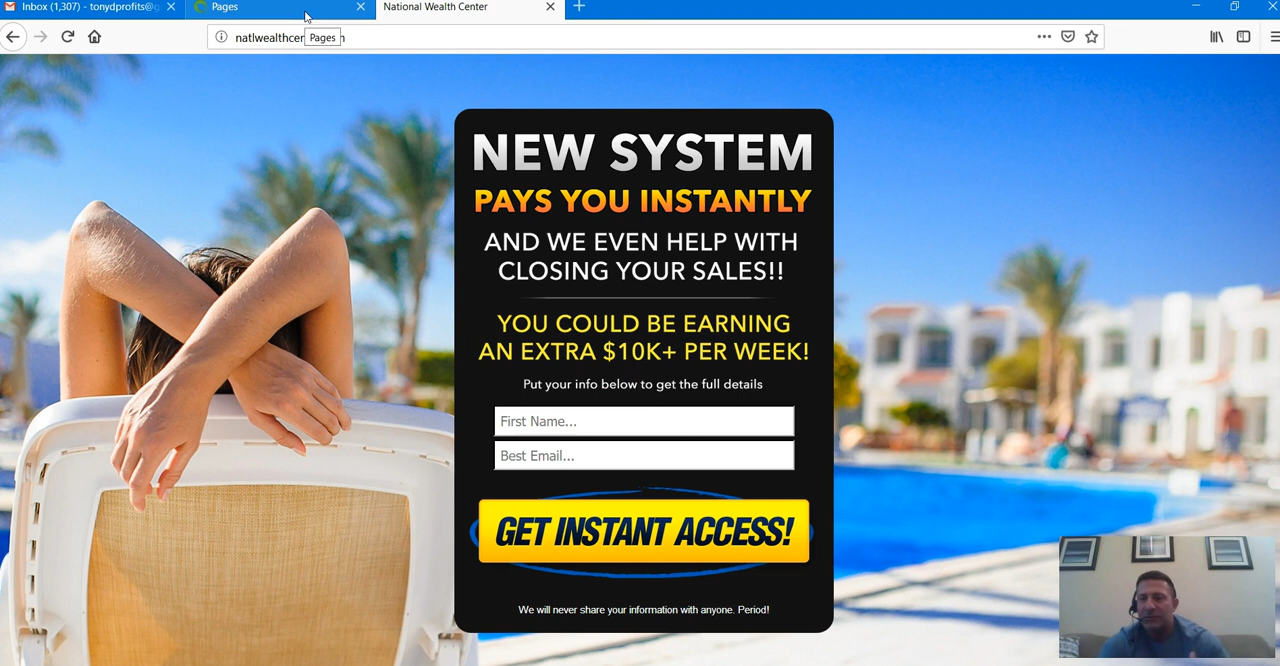 Inbox (1,307) - tonydprofits@g
Pages
National Wealth Center
Pages
NEW SYSTEM
PAYS YOU INSTANTLY
AND WE EVEN HELP WITH
CLOSING YOUR SALES!!
YOU COULD BE EARNING
AN EXTRA $10K+ PER WEEK!
Put your info below to get the full details
First Name...
Best Email...
GET INSTANT ACCESS!
We will never share your information with anyone. Period!